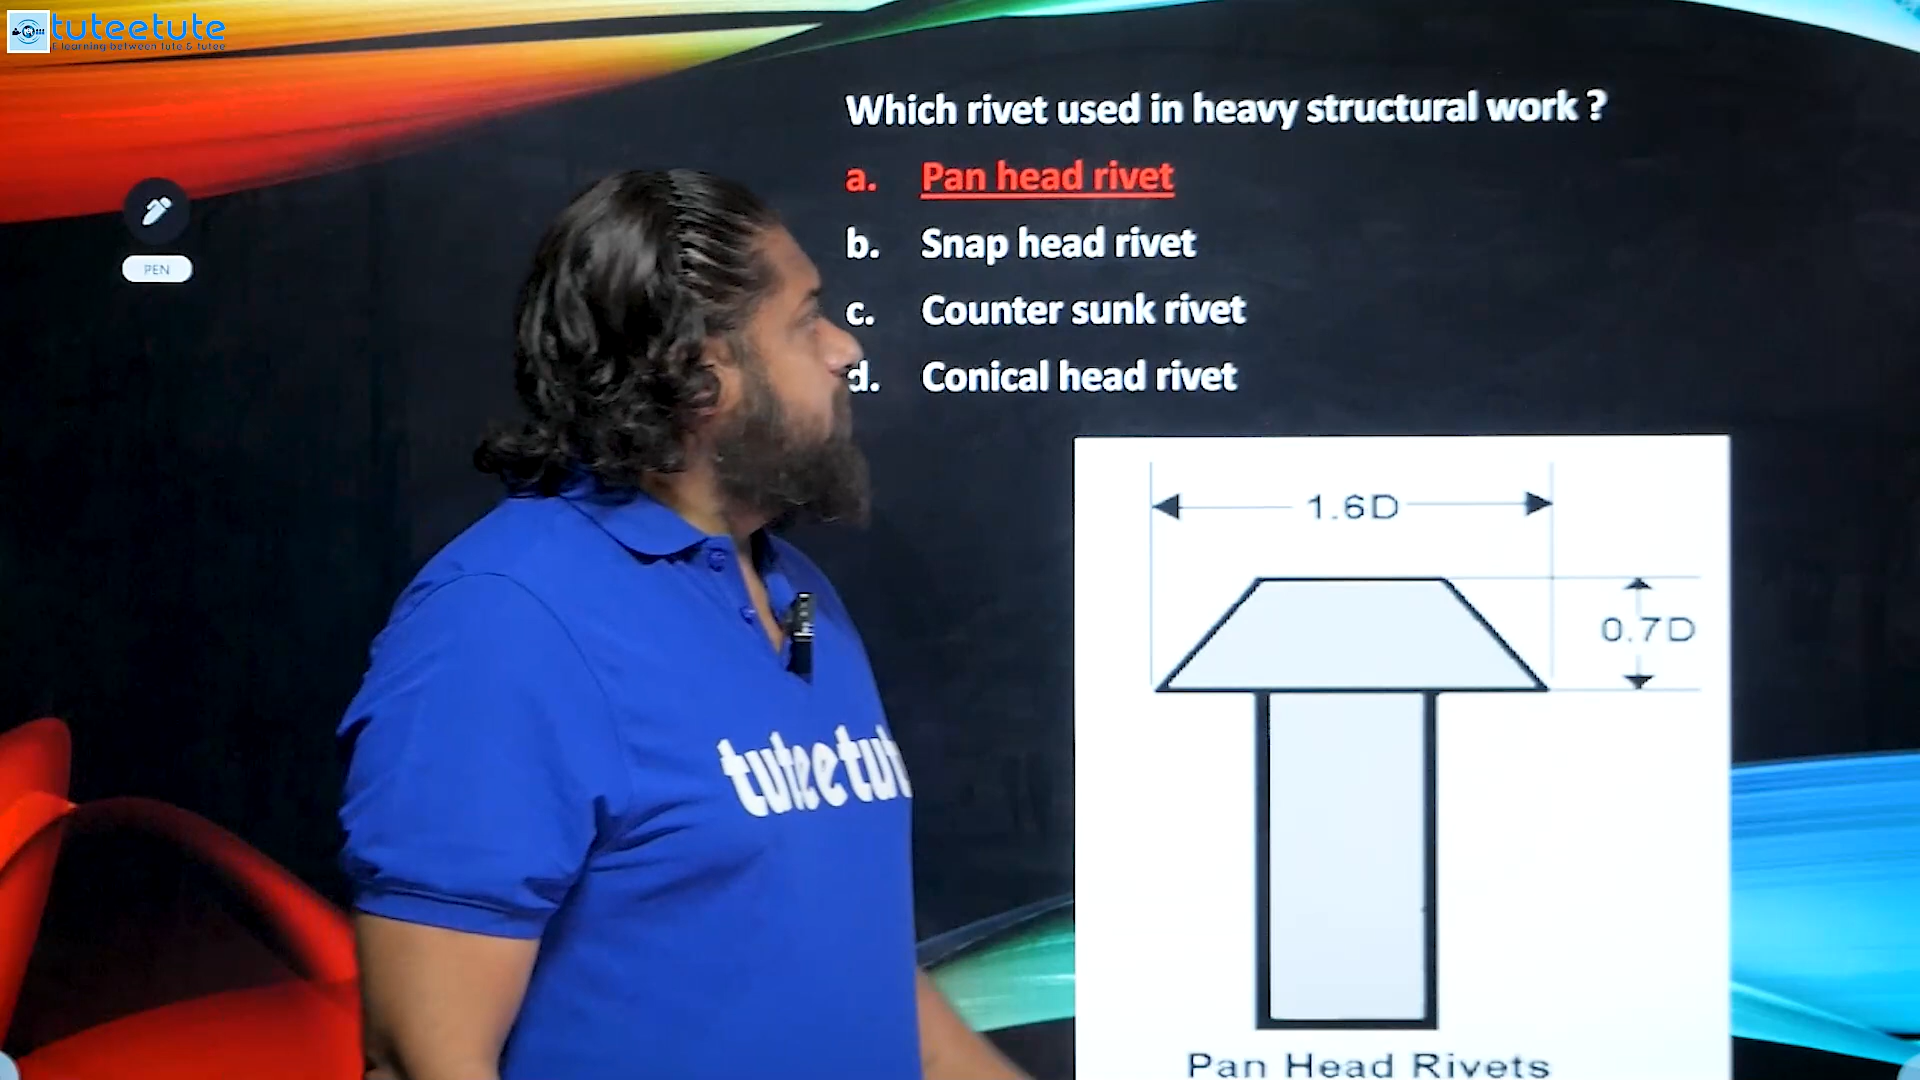 tuteetute
E learning between tute & tutee
Which rivet used in heavy structural work ?
a. Pan head rivet
b. Snap head rivet
c. Counter sunk rivet
d. Conical head rivet
PEN
1.6D
0.7D
tuteetut
Pan Head Rivets